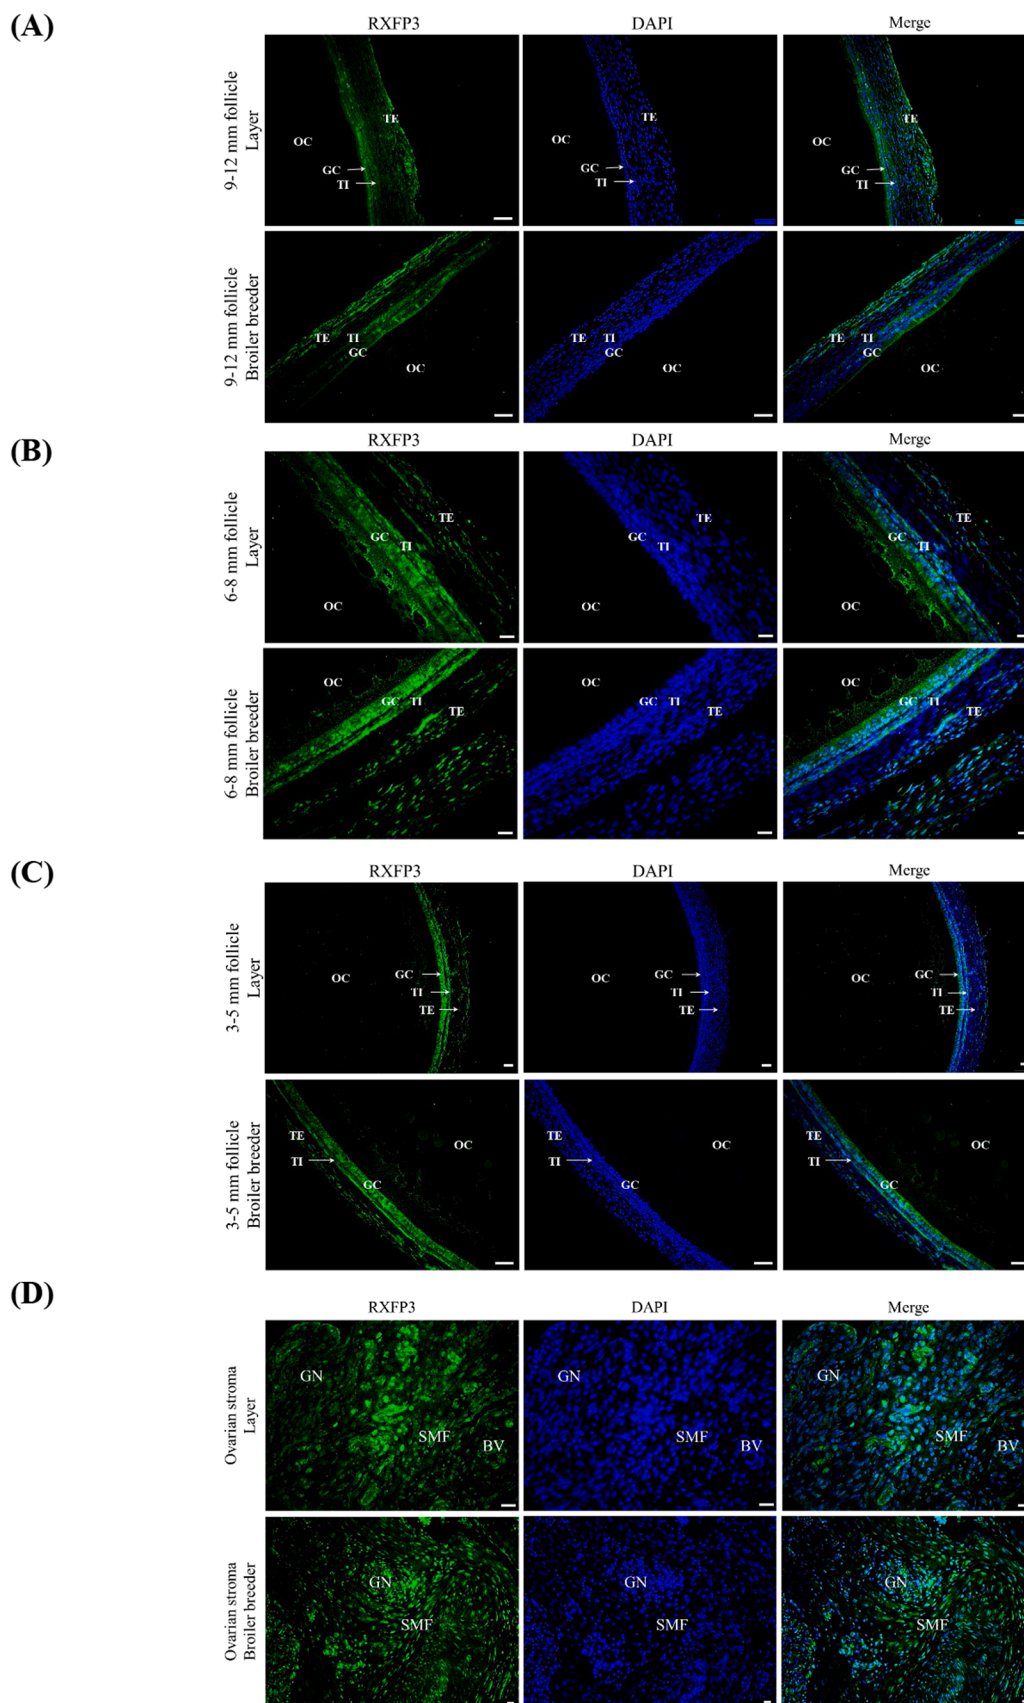 (A)
RXFP3 DAPI Merge
9-12 mm follicle
Layer
OC GC TI TE
OC GC TI TE
OC GC TI TE
9-12 mm follicle
Broiler breeder
TE TI GC OC
TE TI GC OC
TE TI GC OC
(B)
RXFP3 DAPI Merge
6-8 mm follicle
Layer
OC GC TI TE
OC GC TI TE
OC GC TI TE
6-8 mm follicle
Broiler breeder
OC GC TI TE
OC GC TI TE
OC GC TI TE
(C)
RXFP3 DAPI Merge
3-5 mm follicle
Layer
OC GC TI TE
OC GC TI TE
OC GC TI TE
3-5 mm follicle
Broiler breeder
TE TI GC OC
TE TI GC OC
TE TI GC OC
(D)
RXFP3 DAPI Merge
Ovarian stroma
Layer
GN SMF BV
GN SMF BV
GN SMF BV
Ovarian stroma
Broiler breeder
GN SMF
GN SMF
GN SMF